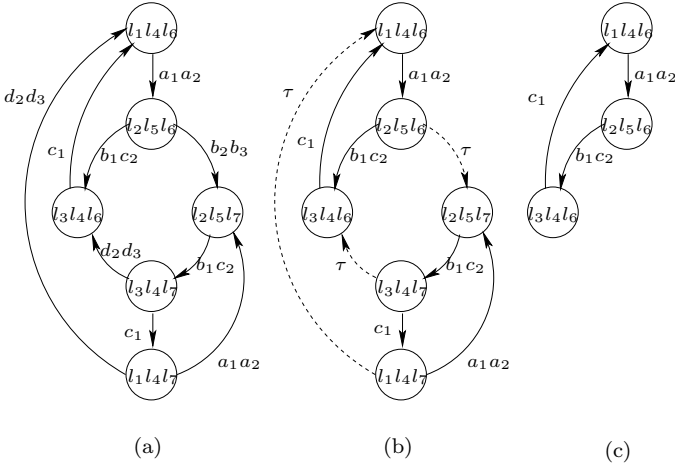 l₁l₄l₆
a₁a₂
l₂l₅l₆
b₁c₂
b₂b₃
d₂d₃
c₁
l₃l₄l₆
l₂l₅l₇
d₂d₃
b₁c₂
l₃l₄l₇
c₁
l₁l₄l₇
a₁a₂
(a)
l₁l₄l₆
a₁a₂
l₂l₅l₆
b₁c₂
τ
τ
c₁
l₃l₄l₆
l₂l₅l₇
τ
b₁c₂
l₃l₄l₇
c₁
l₁l₄l₇
a₁a₂
(b)
l₁l₄l₆
a₁a₂
c₁
l₂l₅l₆
b₁c₂
l₃l₄l₆
(c)